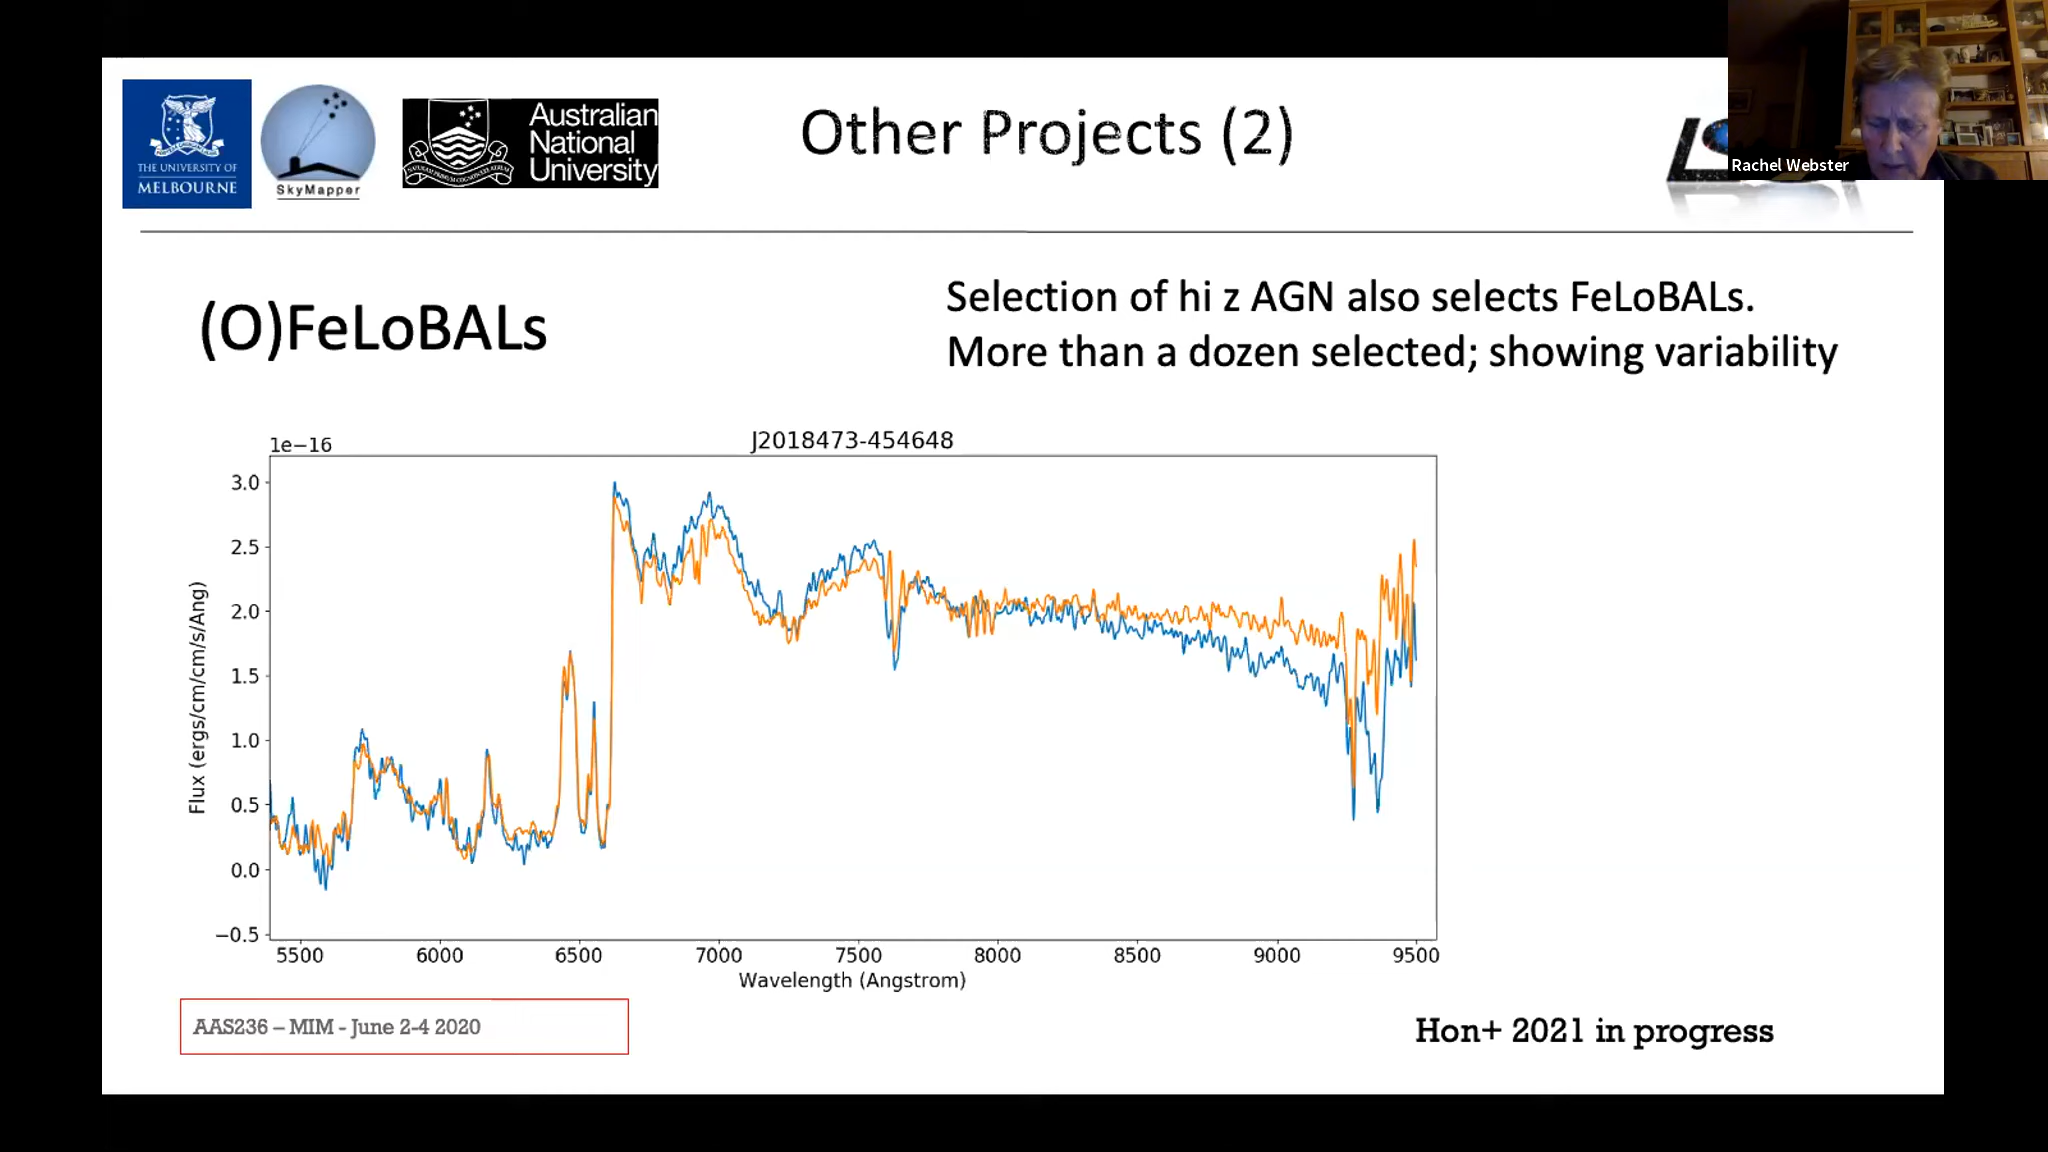 THE UNIVERSITY OF
MELBOURNE
SkyMapper
Australian
National
University
Other Projects (2)
Rachel Webster
(O)FeLoBALs
Selection of hi z AGN also selects FeLoBALs.
More than a dozen selected; showing variability
1e−16
J2018473-454648
3.0
2.5
2.0
1.5
1.0
0.5
0.0
−0.5
Flux (ergs/cm/cm/s/Ang)
5500 6000 6500 7000 7500 8000 8500 9000 9500
Wavelength (Angstrom)
AAS236 – MIM - June 2-4 2020
Hon+ 2021 in progress